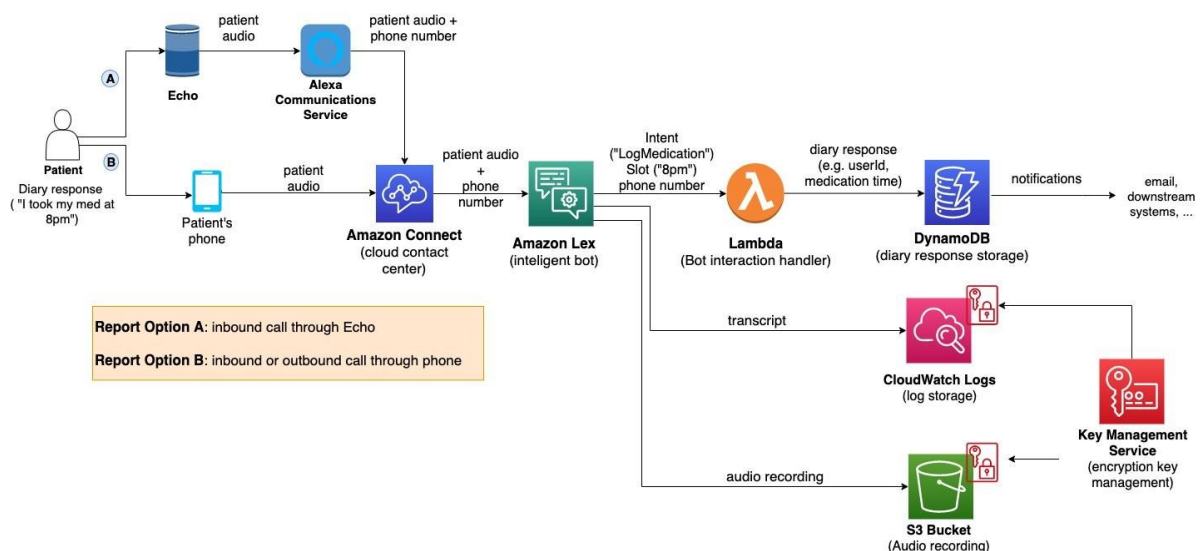 patient
audio
patient audio +
phone number
A
Echo
Alexa
Communications
Service
Patient
Diary response
( "I took my med at
8pm")
B
Patient's
phone
patient
audio
Amazon Connect
(cloud contact
center)
patient audio
+
phone
number
Amazon Lex
(inteligent bot)
Intent
("LogMedication")
Slot ("8pm")
phone number
Lambda
(Bot interaction handler)
diary response
(e.g. userId,
medication time)
DynamoDB
(diary response storage)
notifications
email,
downstream
systems, ...
Report Option A: inbound call through Echo
Report Option B: inbound or outbound call through phone
transcript
CloudWatch Logs
(log storage)
Key Management
Service
(encryption key
management)
audio recording
S3 Bucket
(Audio recording)